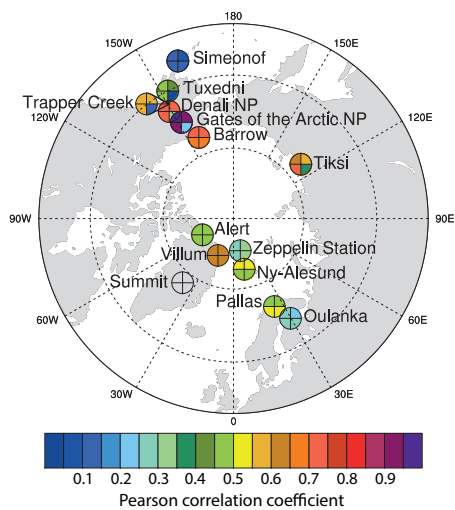 180
150W
150E
Simeonof
Tuxedni
Trapper Creek
Denali NP
120W
Gates of the Arctic NP
120E
Barrow
Tiksi
90W
90E
Alert
Zeppelin Station
Villum
Ny-Alesund
Summit
Pallas
Oulanka
60W
60E
30W
30E
0
0.1 0.2 0.3 0.4 0.5 0.6 0.7 0.8 0.9
Pearson correlation coefficient